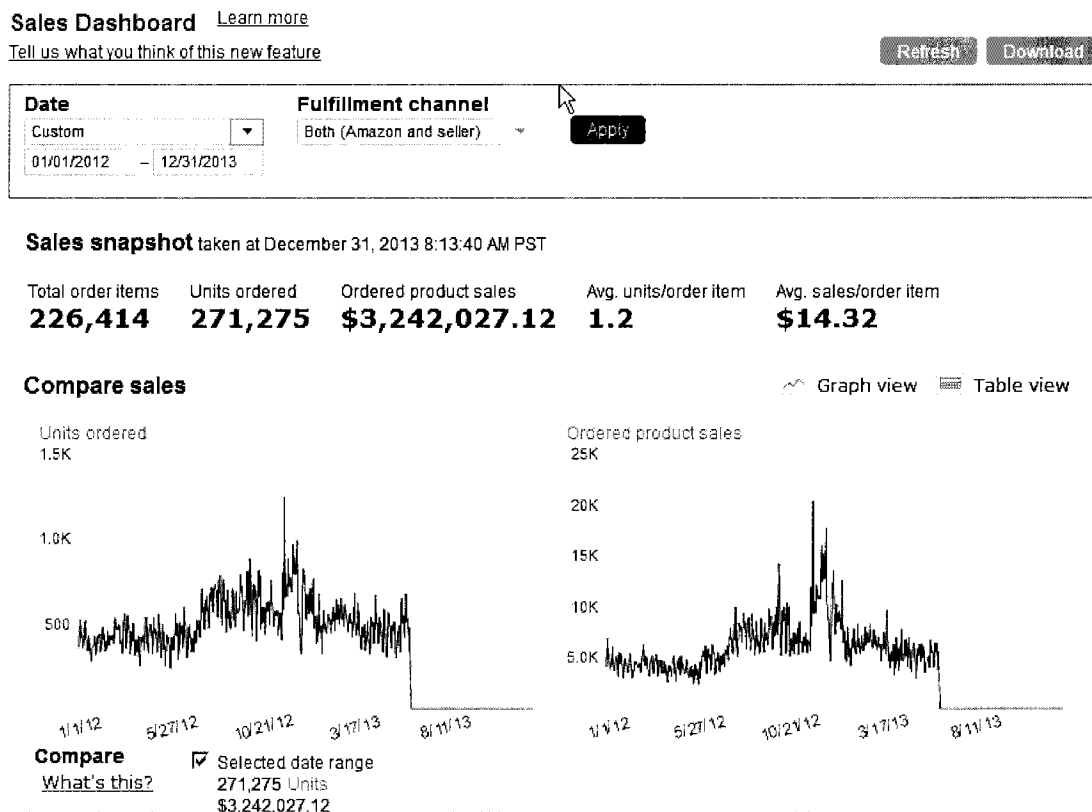 Sales Dashboard Learn more
Tell us what you think of this new feature
Refresh Download
Date Fulfillment channel
Custom Both (Amazon and seller) Apply
01/01/2012 – 12/31/2013
Sales snapshot taken at December 31, 2013 8:13:40 AM PST
Total order items Units ordered Ordered product sales Avg. units/order item Avg. sales/order item
226,414 271,275 $3,242,027.12 1.2 $14.32
Compare sales Graph view Table view
Units ordered Ordered product sales
1.5K 25K
20K
1.0K
15K
10K
500
5.0K
1/1/12 5/27/12 10/21/12 3/17/13 8/11/13 1/1/12 5/27/12 10/21/12 3/17/13 8/11/13
Compare Selected date range
What's this? 271,275 Units
$3,242,027.12